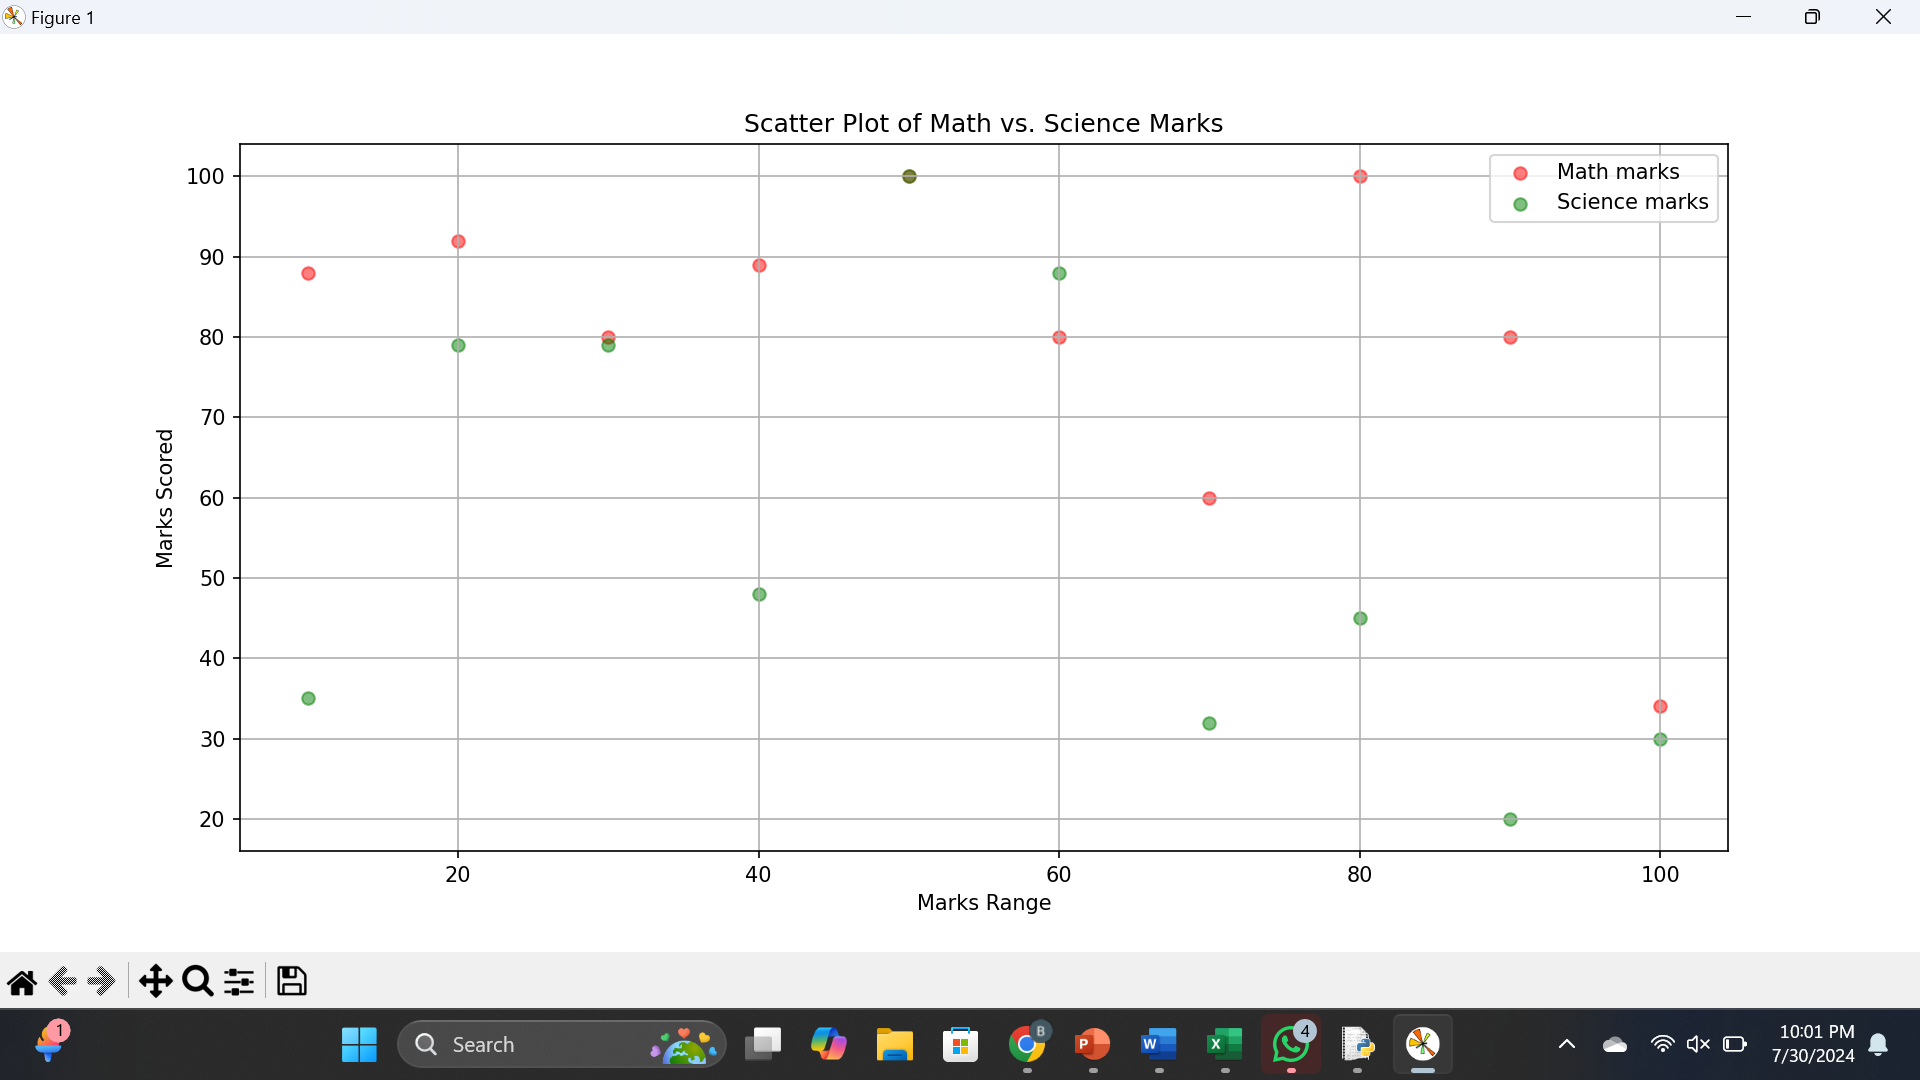 Figure 1
Scatter Plot of Math vs. Science Marks
Math marks
Science marks
100
90
80
70
60
50
40
30
20
Marks Scored
20 40 60 80 100
Marks Range
1
Search
B
P
W
X
4
10:01 PM
7/30/2024